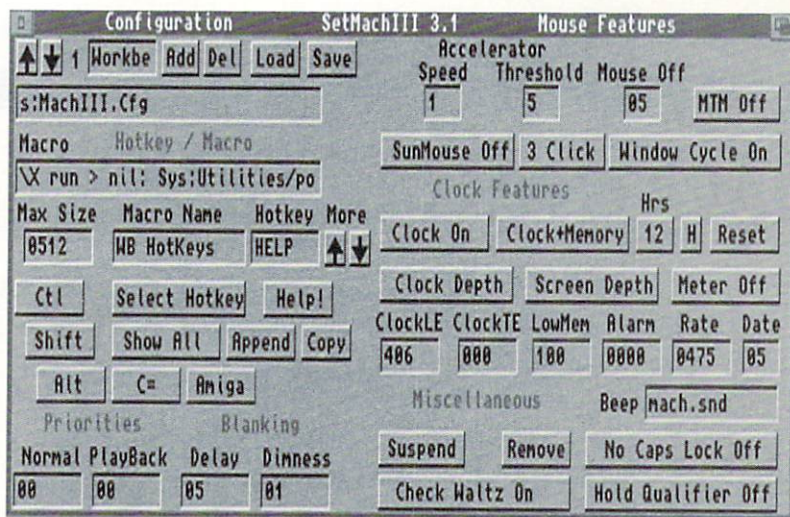 Configuration SetMachIII 3.1 Mouse Features
1 Workbe Add Del Load Save
s:MachIII.Cfg
Macro Hotkey / Macro
\X run > nil: Sys:Utilities/po
Max Size Macro Name Hotkey More
0512 WB HotKeys HELP
Ctl Select Hotkey Help!
Shift Show All Append Copy
Alt C= Amiga
Priorities Blanking
Normal PlayBack Delay Dimness
00 00 05 01
Accelerator
Speed Threshold Mouse Off
1 5 05 MTM Off
SunMouse Off 3 Click Window Cycle On
Clock Features
Hrs
Clock On Clock+Memory 12 H Reset
Clock Depth Screen Depth Meter Off
ClockLE ClockTE LowMem Alarm Rate Date
406 000 100 0000 0475 05
Miscellaneous Beep mach.snd
Suspend Remove No Caps Lock Off
Check Waltz On Hold Qualifier Off